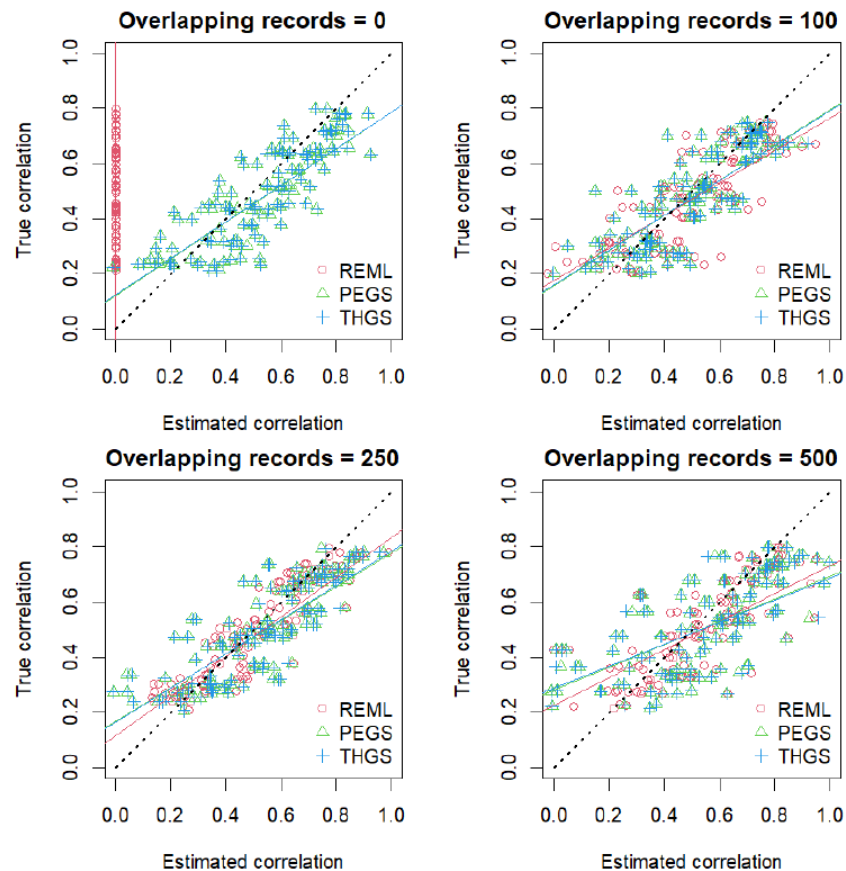 Overlapping records = 0
True correlation
1.0
0.8
0.6
0.4
0.2
0.0
REML
PEGS
THGS
0.0 0.2 0.4 0.6 0.8 1.0
Estimated correlation
Overlapping records = 100
True correlation
1.0
0.8
0.6
0.4
0.2
0.0
REML
PEGS
THGS
0.0 0.2 0.4 0.6 0.8 1.0
Estimated correlation
Overlapping records = 250
True correlation
1.0
0.8
0.6
0.4
0.2
0.0
REML
PEGS
THGS
0.0 0.2 0.4 0.6 0.8 1.0
Estimated correlation
Overlapping records = 500
True correlation
1.0
0.8
0.6
0.4
0.2
0.0
REML
PEGS
THGS
0.0 0.2 0.4 0.6 0.8 1.0
Estimated correlation